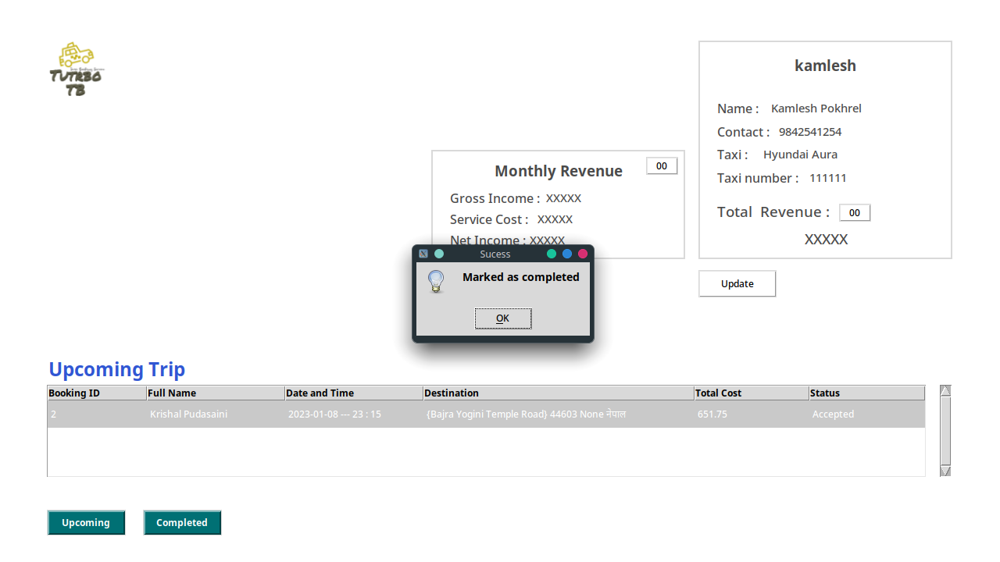 TUTRBO
TB
kamlesh
Name : Kamlesh Pokhrel
Contact : 9842541254
Taxi : Hyundai Aura
Taxi number : 111111
Total Revenue : 00
XXXXX
Monthly Revenue 00
Gross Income : XXXXX
Service Cost : XXXXX
Net Income : XXXXX
Update
Sucess
Marked as completed
OK
Upcoming Trip
Booking ID Full Name Date and Time Destination Total Cost Status
2 Krishal Pudasaini 2023-01-08 --- 23 : 15 {Bajra Yogini Temple Road} 44603 None नेपाल 651.75 Accepted
Upcoming Completed